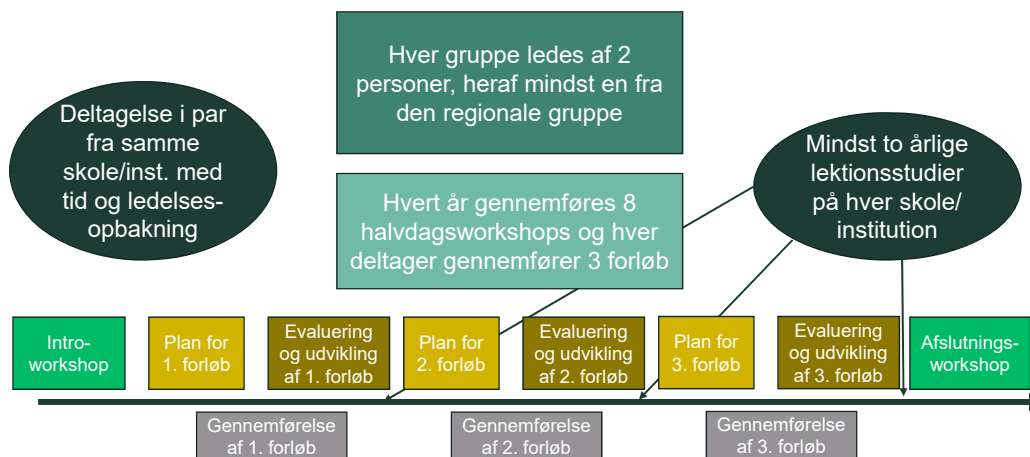 Hver gruppe ledes af 2
personer, heraf mindst en fra
den regionale gruppe
Deltagelse i par
fra samme
skole/inst. med
tid og ledelses-
opbakning
Mindst to årlige
lektionsstudier
på hver skole/
institution
Hvert år gennemføres 8
halvdagsworkshops og hver
deltager gennemfører 3 forløb
Intro-
workshop
Plan for
1. forløb
Evaluering
og udvikling
af 1. forløb
Plan for
2. forløb
Evaluering
og udvikling
af 2. forløb
Plan for
3. forløb
Evaluering
og udvikling
af 3. forløb
Afslutnings-
workshop
Gennemførelse
af 1. forløb
Gennemførelse
af 2. forløb
Gennemførelse
af 3. forløb